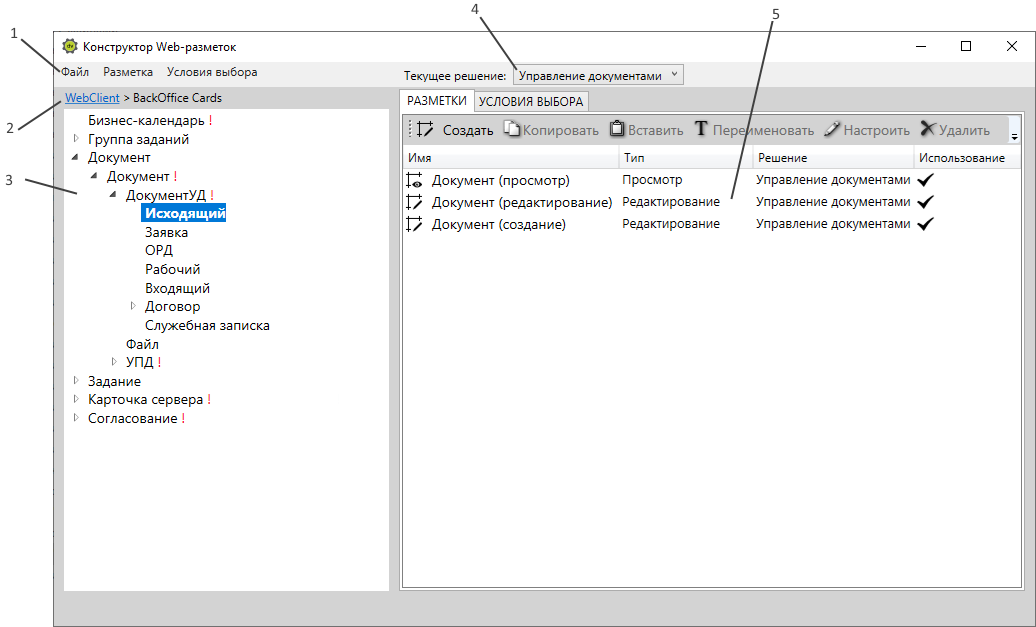 4
5
1
Конструктор Web-разметок
Файл Разметка Условия выбора
Текущее решение: Управление документами
WebClient > BackOffice Cards
2
РАЗМЕТКИ УСЛОВИЯ ВЫБОРА
Создать Копировать Вставить Переименовать Настроить Удалить
Имя Тип Решение Использование
Документ (просмотр) Просмотр Управление документами
Документ (редактирование) Редактирование Управление документами
Документ (создание) Редактирование Управление документами
3
Бизнес-календарь !
Группа заданий
Документ
Документ !
ДокументУД !
Исходящий
Заявка
ОРД
Рабочий
Входящий
Договор
Служебная записка
Файл
УПД !
Задание
Карточка сервера !
Согласование !